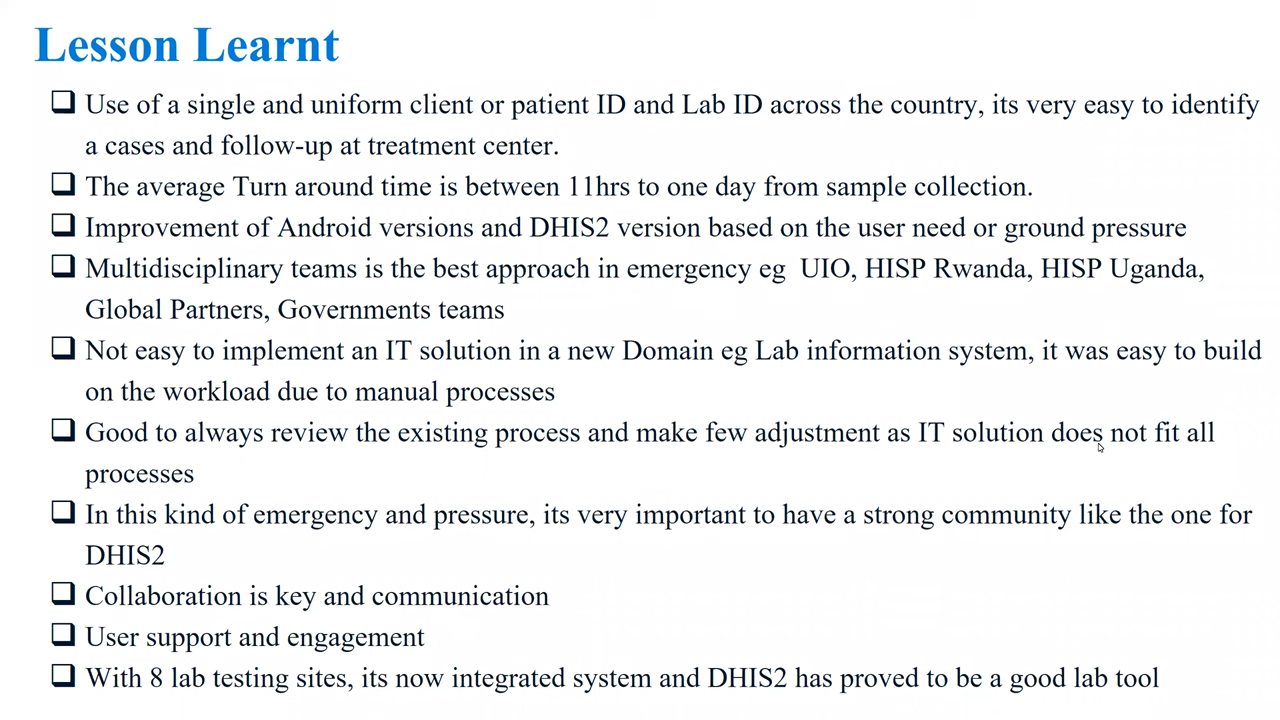 Lesson Learnt
Use of a single and uniform client or patient ID and Lab ID across the country, its very easy to identify
a cases and follow-up at treatment center.
The average Turn around time is between 11hrs to one day from sample collection.
Improvement of Android versions and DHIS2 version based on the user need or ground pressure
Multidisciplinary teams is the best approach in emergency eg UIO, HISP Rwanda, HISP Uganda,
Global Partners, Governments teams
Not easy to implement an IT solution in a new Domain eg Lab information system, it was easy to build
on the workload due to manual processes
Good to always review the existing process and make few adjustment as IT solution does not fit all
processes
In this kind of emergency and pressure, its very important to have a strong community like the one for
DHIS2
Collaboration is key and communication
User support and engagement
With 8 lab testing sites, its now integrated system and DHIS2 has proved to be a good lab tool